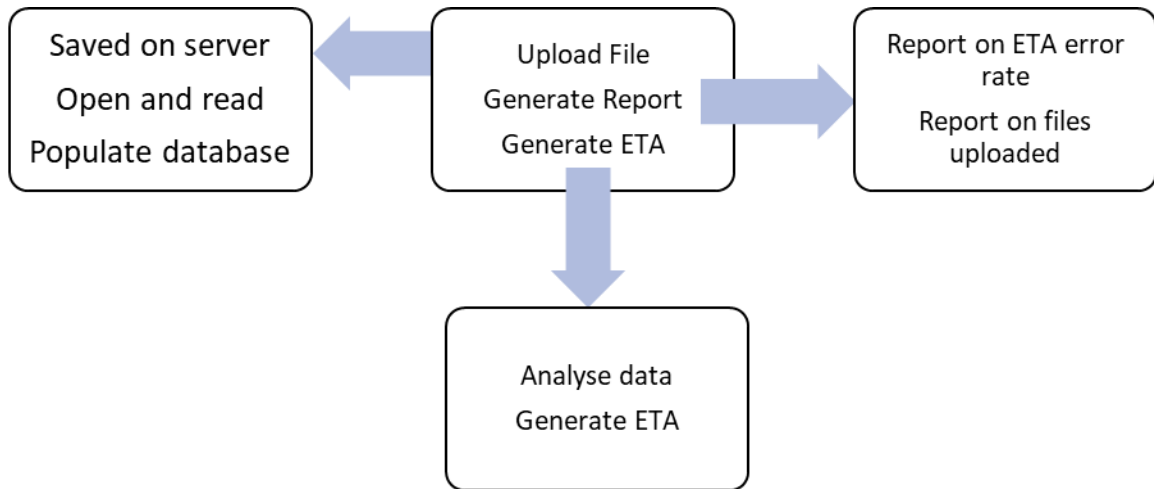 Saved on server
Open and read
Populate database
Upload File
Generate Report
Generate ETA
Report on ETA error
rate
Report on files
uploaded
Analyse data
Generate ETA